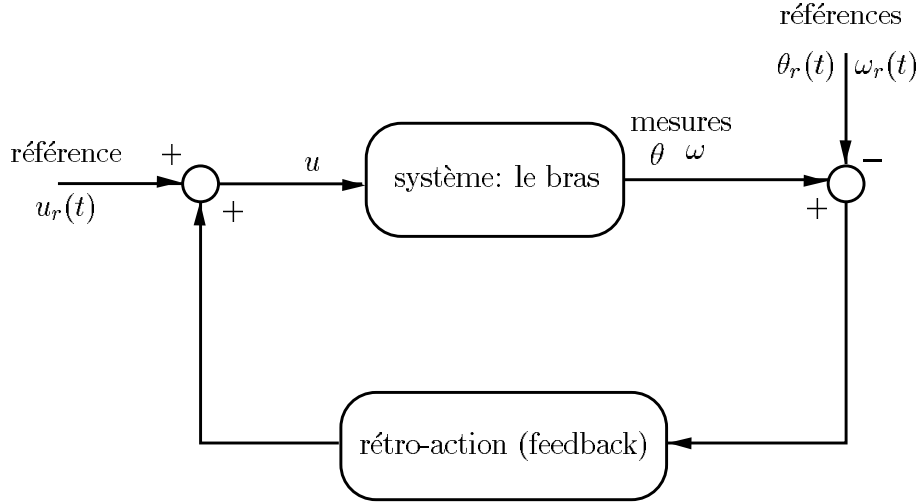 références
θ_r(t) ω_r(t)
mesures
θ ω
référence
u_r(t)
+
+
u
système: le bras
−
+
rétro-action (feedback)